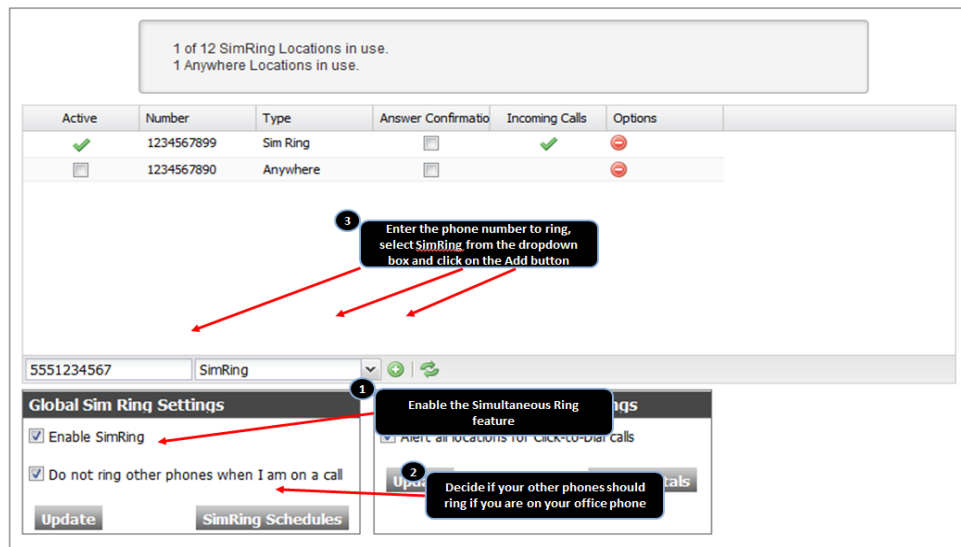 1 of 12 SimRing Locations in use.
1 Anywhere Locations in use.
Active Number Type Answer Confirmatio Incoming Calls Options
1234567899 Sim Ring
1234567890 Anywhere
3
Enter the phone number to ring,
select SimRing from the dropdown
box and click on the Add button
5551234567 SimRing
1
Enable the Simultaneous Ring
feature
Global Sim Ring Settings
ngs
Enable SimRing
Alert all locations for Click-to-Dial calls
Do not ring other phones when I am on a call
2
Decide if your other phones should
ring if you are on your office phone
Update SimRing Schedules